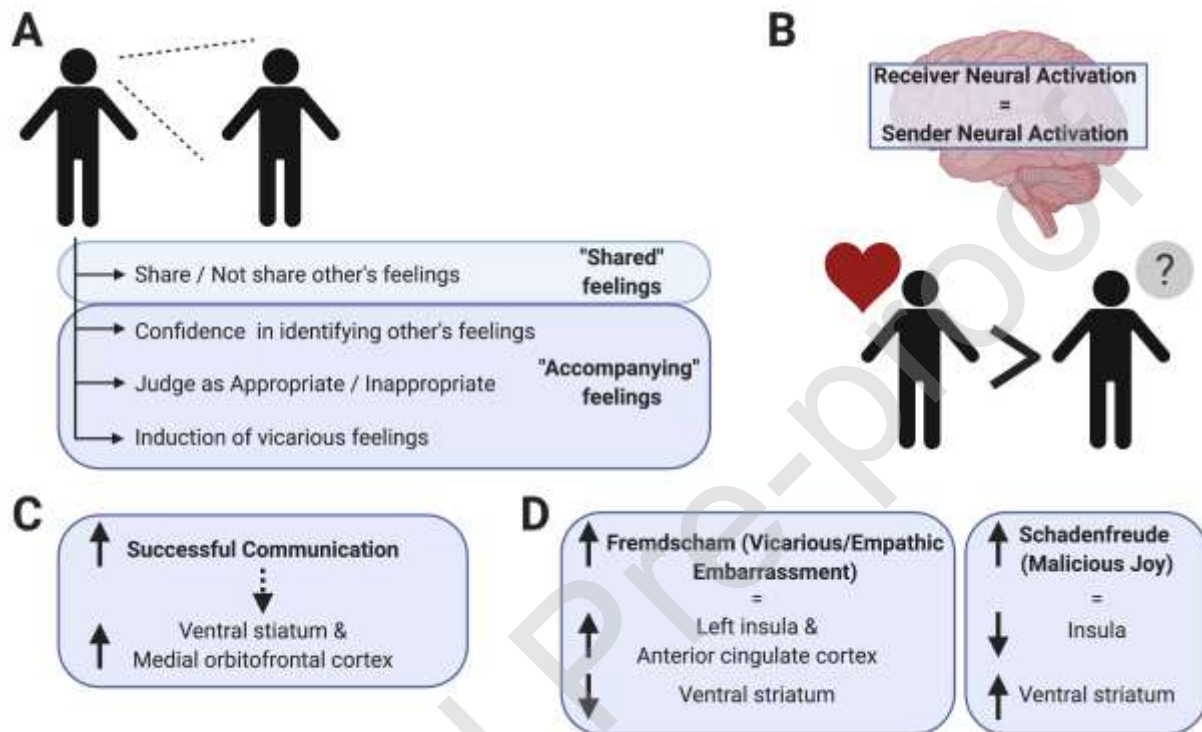 A
Share / Not share other's feelings
"Shared"
feelings
Confidence in identifying other's feelings
Judge as Appropriate / Inappropriate
"Accompanying"
feelings
Induction of vicarious feelings
B
Receiver Neural Activation
=
Sender Neural Activation
?
>
C
Successful Communication
Ventral stiatum &
Medial orbitofrontal cortex
D
Fremdscham (Vicarious/Empathic
Embarrassment)
=
Left insula &
Anterior cingulate cortex
Ventral striatum
Schadenfreude
(Malicious Joy)
=
Insula
Ventral striatum
l Pre-proof